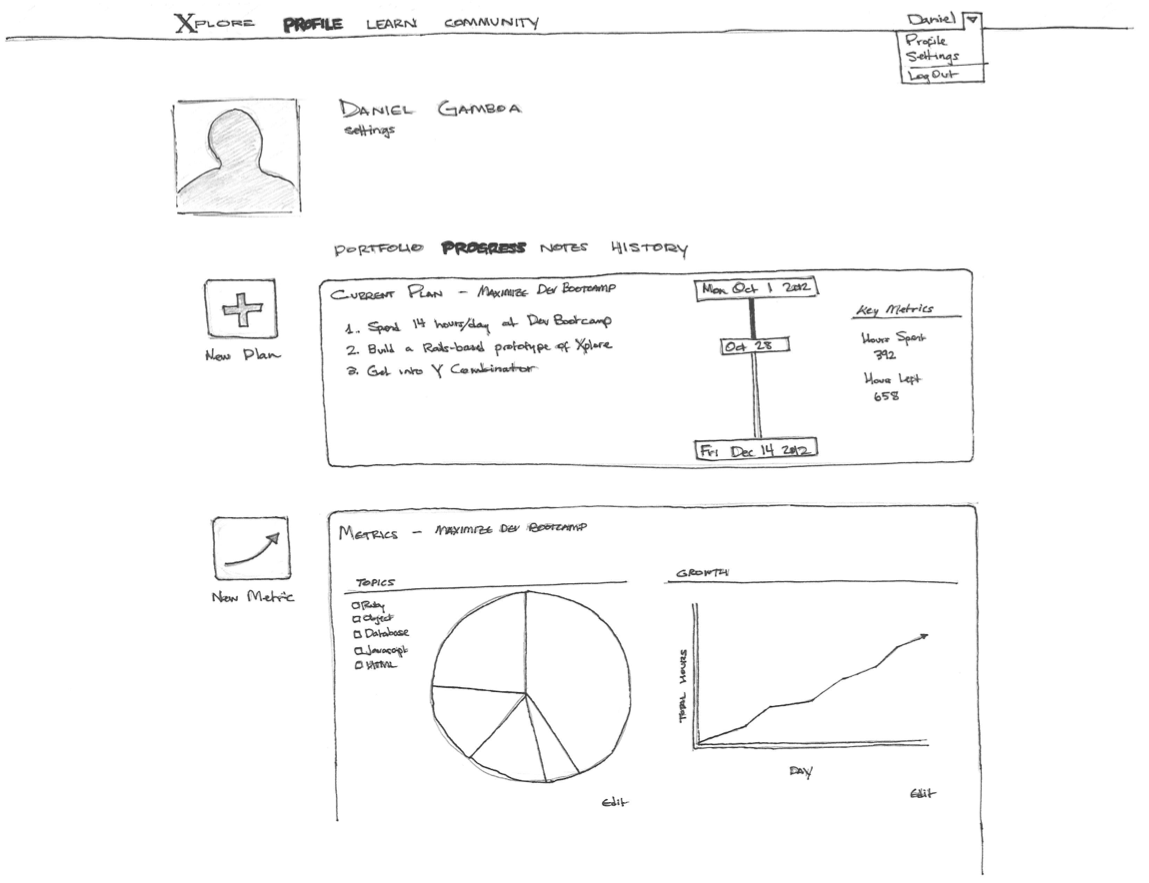 XPLORE PROFILE LEARN COMMUNITY
Daniel
Profile
Settings
Log Out
DANIEL GAMBOA
settings
PORTFOLIO PROGRESS NOTES HISTORY
New Plan
CURRENT PLAN - MAXIMIZE DEV BOOTCAMP
1. Spend 14 hours/day at Dev Bootcamp
2. Build a Rails-based prototype of Xplore
3. Get into Y Combinator
Mon Oct 1 2012
Oct 28
Fri Dec 14 2012
Key Metrics
Hours Spent
392
Hours Left
658
New Metric
METRICS - MAXIMIZE DEV BOOTCAMP
TOPICS
Ruby
Object
Database
Javascript
HTML
Edit
GROWTH
TOTAL HOURS
DAY
Edit